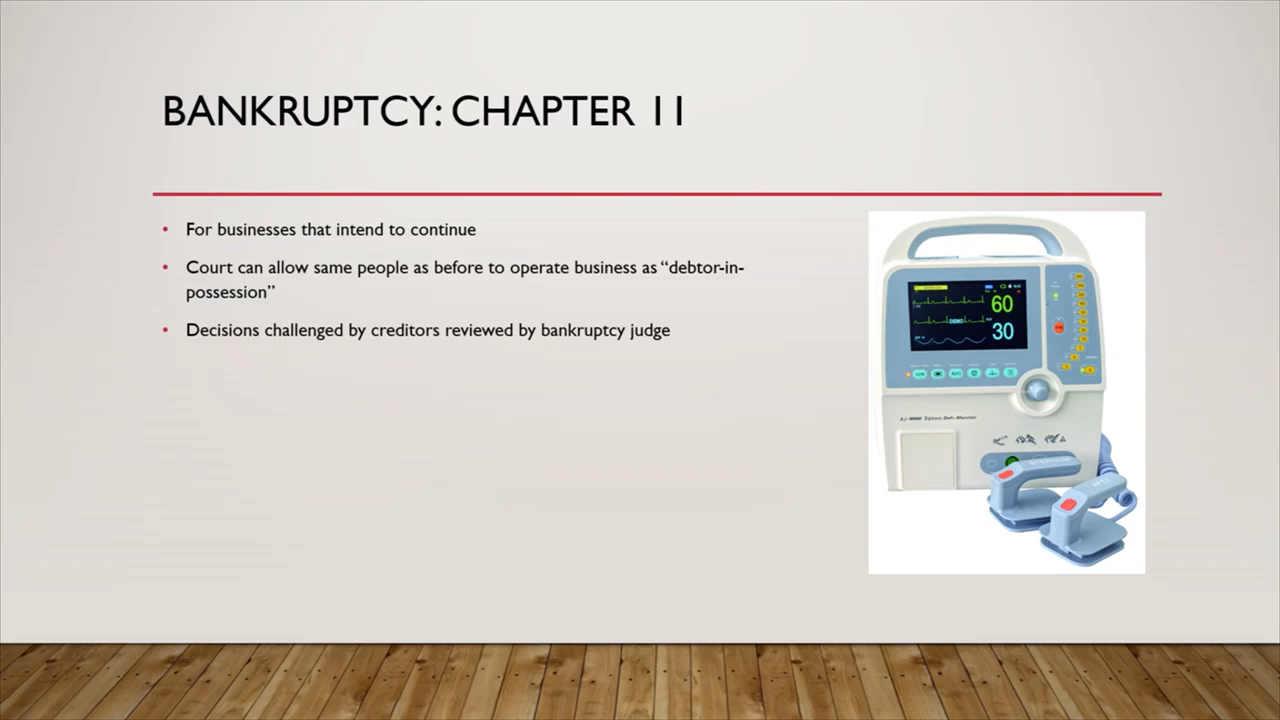 BANKRUPTCY: CHAPTER 11
• For businesses that intend to continue
• Court can allow same people as before to operate business as “debtor-in-
possession”
• Decisions challenged by creditors reviewed by bankruptcy judge
60
DEMO
30